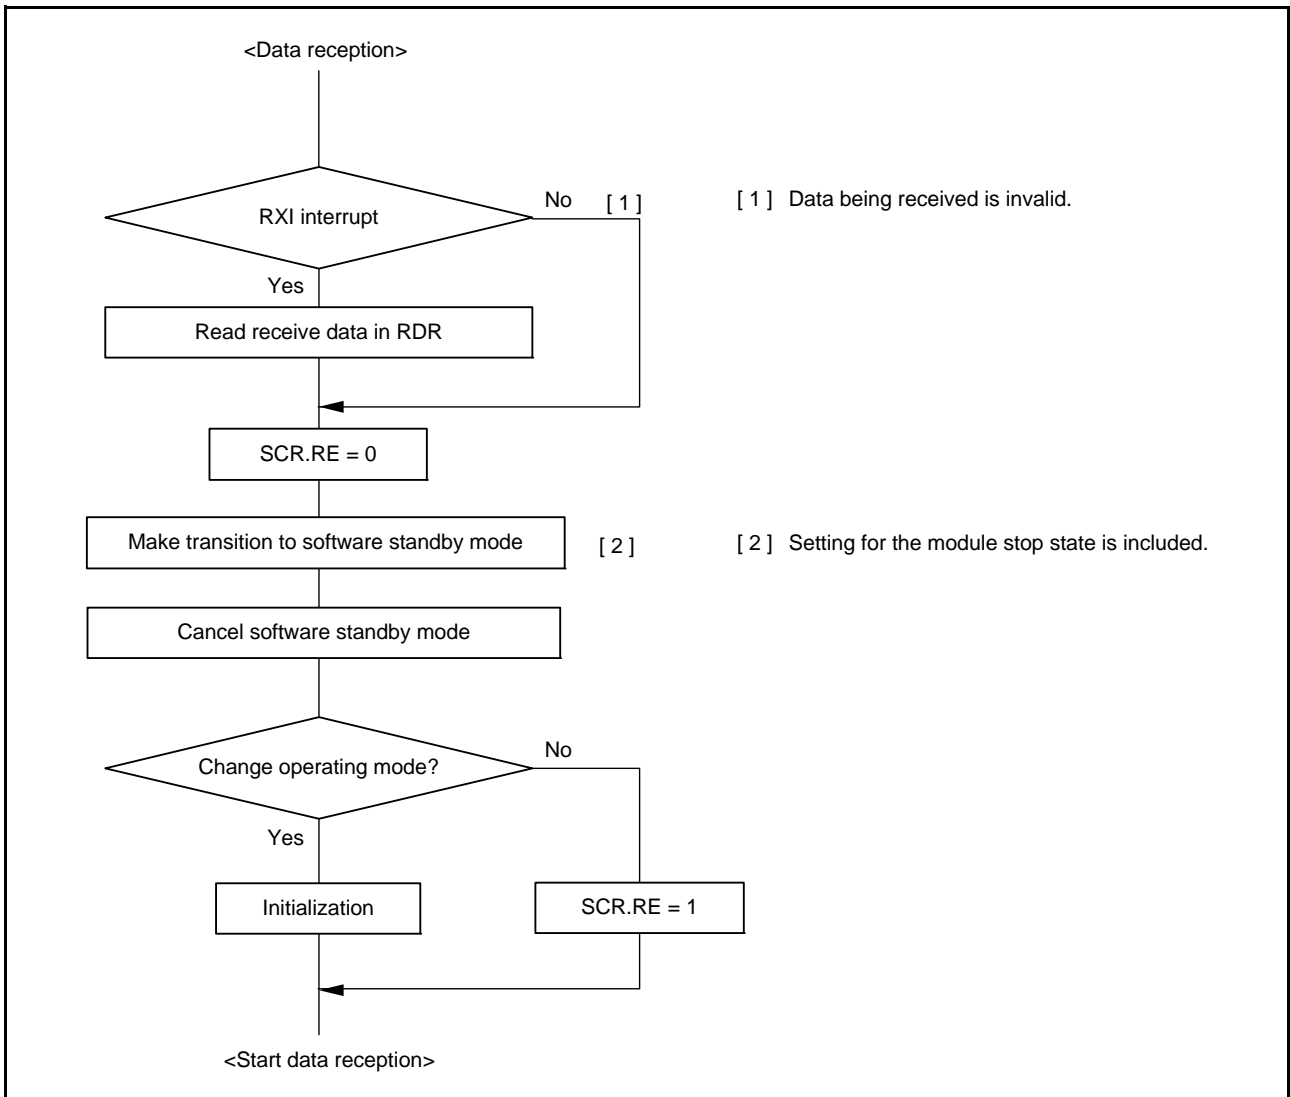 <Data reception>
RXI interrupt
No [ 1 ]
[ 1 ] Data being received is invalid.
Yes
Read receive data in RDR
SCR.RE = 0
Make transition to software standby mode
[ 2 ]
[ 2 ] Setting for the module stop state is included.
Cancel software standby mode
Change operating mode?
No
Yes
Initialization
SCR.RE = 1
<Start data reception>